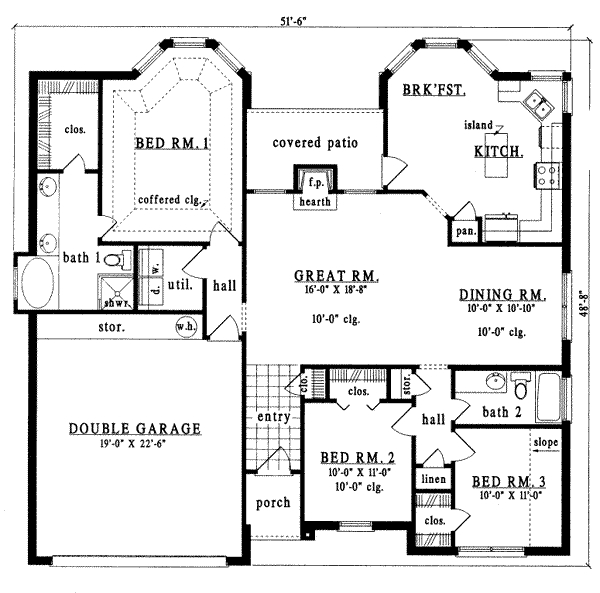 51'-6"
BRK'FST.
clos.
BED RM. 1
covered patio
island
KITCH.
f.p.
coffered clg.
hearth
pan.
bath 1
w.
util.
hall
GREAT RM.
16'-0" X 18'-8"
10'-0" clg.
DINING RM.
10'-0" X 10'-10"
10'-0" clg.
48'-8"
d.
shwr
stor.
w.h.
clo.
clos.
stor.
entry
hall
bath 2
DOUBLE GARAGE
19'-0" X 22'-6"
slope
BED RM. 2
10'-0" X 11'-0"
10'-0" clg.
linen
BED RM. 3
10'-0" X 11'-0"
porch
clos.